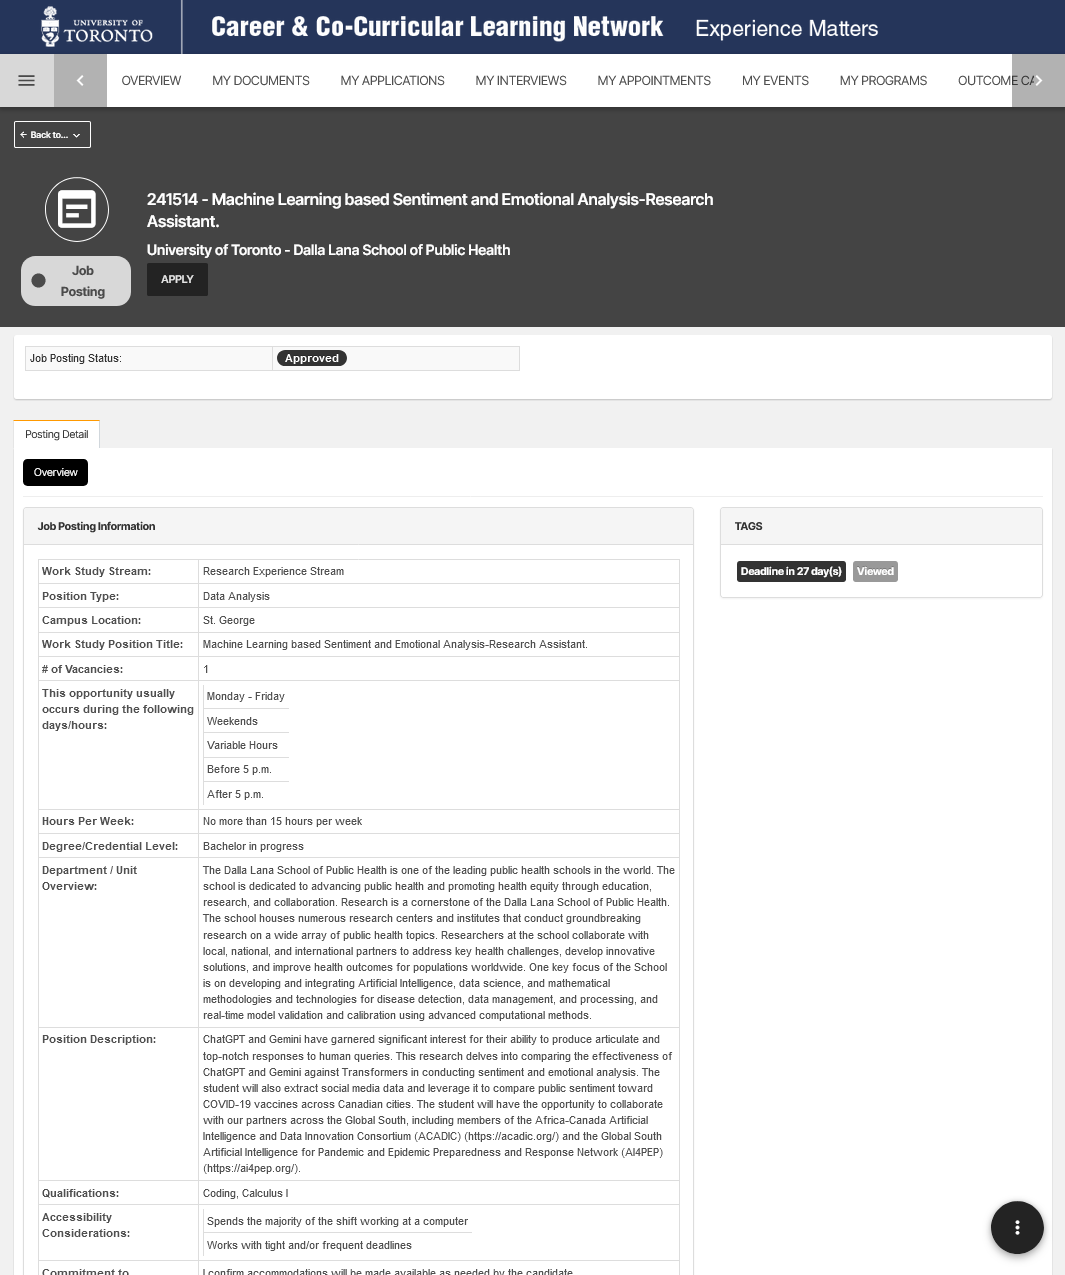 UNIVERSITY OF
TORONTO
Career & Co-Curricular Learning Network
Experience Matters
OVERVIEW
MY DOCUMENTS
MY APPLICATIONS
MY INTERVIEWS
MY APPOINTMENTS
MY EVENTS
MY PROGRAMS
OUTCOME CA
Back to...
241514 - Machine Learning based Sentiment and Emotional Analysis-Research
Assistant.
University of Toronto - Dalla Lana School of Public Health
Job
Posting
APPLY
Job Posting Status:
Approved
Posting Detail
Overview
Job Posting Information
Work Study Stream:
Research Experience Stream
Position Type:
Data Analysis
Campus Location:
St. George
Work Study Position Title:
Machine Learning based Sentiment and Emotional Analysis-Research Assistant.
# of Vacancies:
1
This opportunity usually
occurs during the following
days/hours:
Monday - Friday
Weekends
Variable Hours
Before 5 p.m.
After 5 p.m.
Hours Per Week:
No more than 15 hours per week
Degree/Credential Level:
Bachelor in progress
Department / Unit
Overview:
The Dalla Lana School of Public Health is one of the leading public health schools in the world. The
school is dedicated to advancing public health and promoting health equity through education,
research, and collaboration. Research is a cornerstone of the Dalla Lana School of Public Health.
The school houses numerous research centers and institutes that conduct groundbreaking
research on a wide array of public health topics. Researchers at the school collaborate with
local, national, and international partners to address key health challenges, develop innovative
solutions, and improve health outcomes for populations worldwide. One key focus of the School
is on developing and integrating Artificial Intelligence, data science, and mathematical
methodologies and technologies for disease detection, data management, and processing, and
real-time model validation and calibration using advanced computational methods.
Position Description:
ChatGPT and Gemini have garnered significant interest for their ability to produce articulate and
top-notch responses to human queries. This research delves into comparing the effectiveness of
ChatGPT and Gemini against Transformers in conducting sentiment and emotional analysis. The
student will also extract social media data and leverage it to compare public sentiment toward
COVID-19 vaccines across Canadian cities. The student will have the opportunity to collaborate
with our partners across the Global South, including members of the Africa-Canada Artificial
Intelligence and Data Innovation Consortium (ACADIC) (https://acadic.org/) and the Global South
Artificial Intelligence for Pandemic and Epidemic Preparedness and Response Network (AI4PEP)
(https://ai4pep.org/).
Qualifications:
Coding, Calculus I
Accessibility
Considerations:
Spends the majority of the shift working at a computer
Works with tight and/or frequent deadlines
Commitment to
I confirm accommodations will be made available as needed by the candidate
TAGS
Deadline in 27 day(s)
Viewed